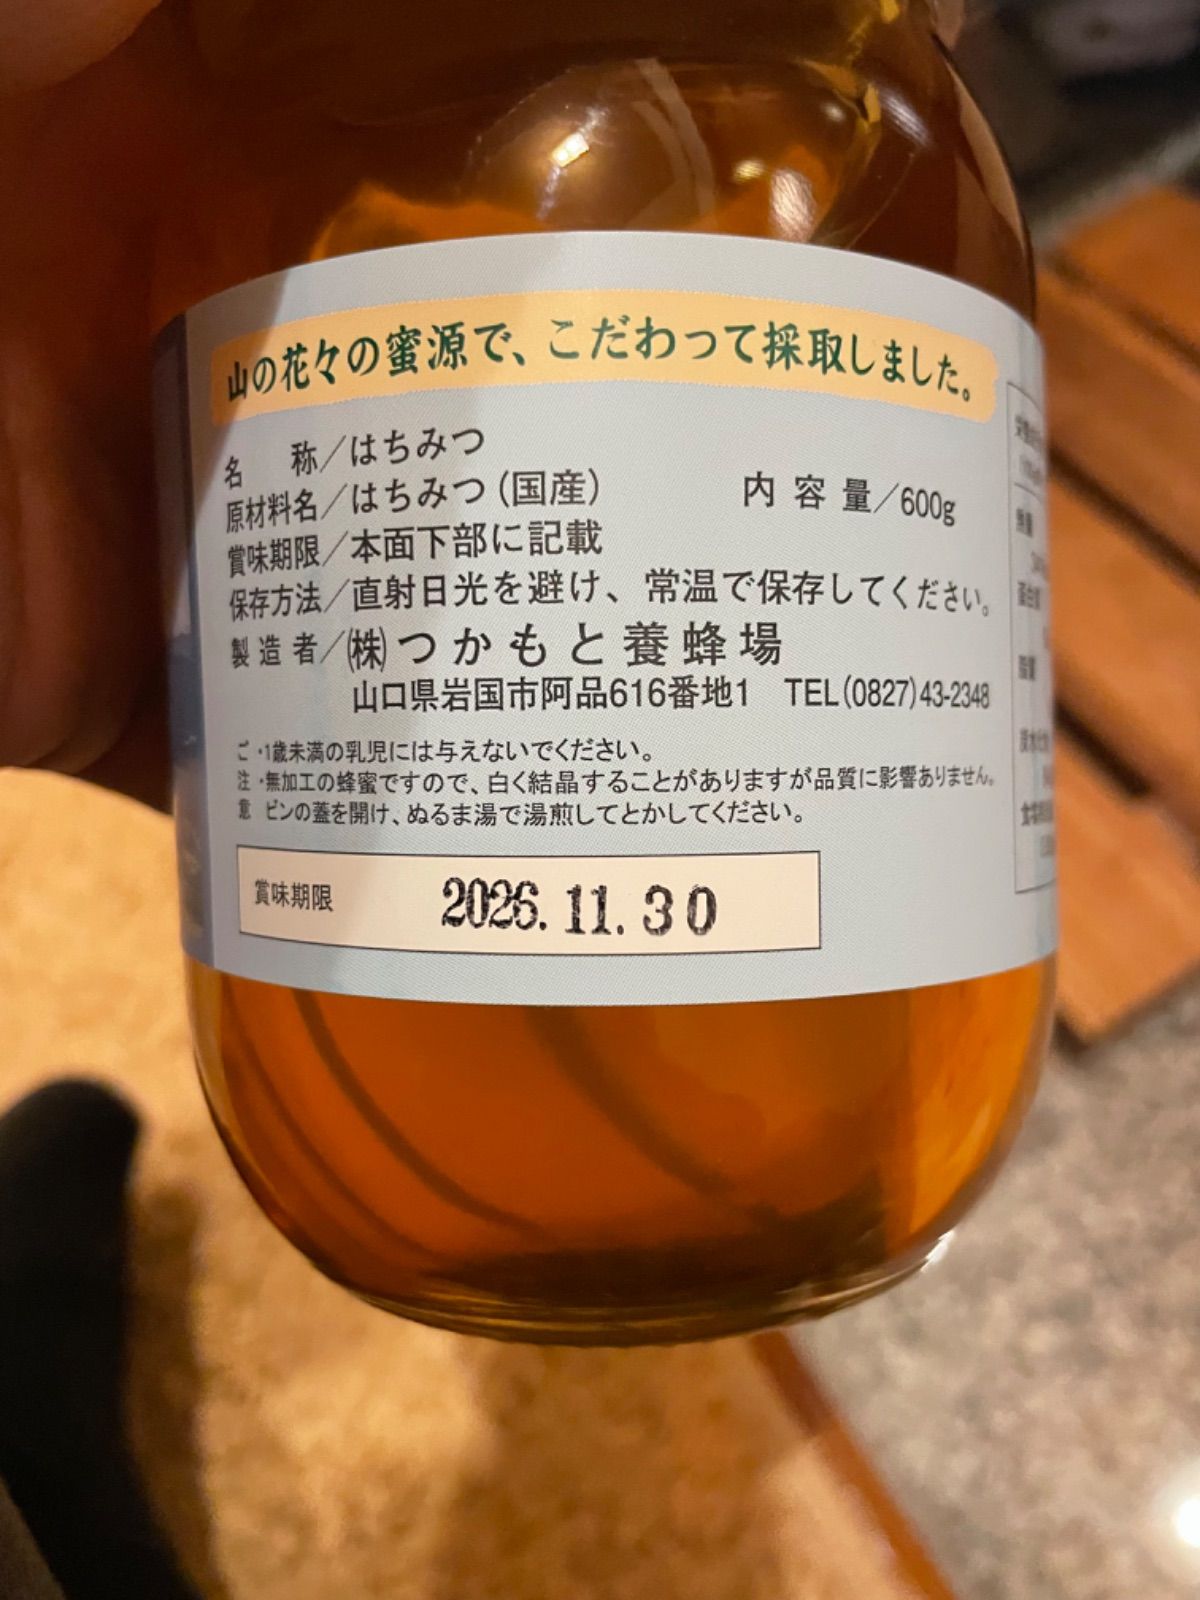 山の花々の蜜源で、こだわって採取しました。
名　称／はちみつ
原材料名／はちみつ（国産）　内容量／600g
賞味期限／本面下部に記載
保存方法／直射日光を避け、常温で保存してください。
製造者／㈱つかもと養蜂場
山口県岩国市阿品616番地1　TEL(0827)43-2348
ご ・1歳未満の乳児には与えないでください。
注 ・無加工の蜂蜜ですので、白く結晶することがありますが品質に影響ありません。
意 ビンの蓋を開け、ぬるま湯で湯煎してとかしてください。
賞味期限 2026.11.30
熱量
蛋白質
脂質